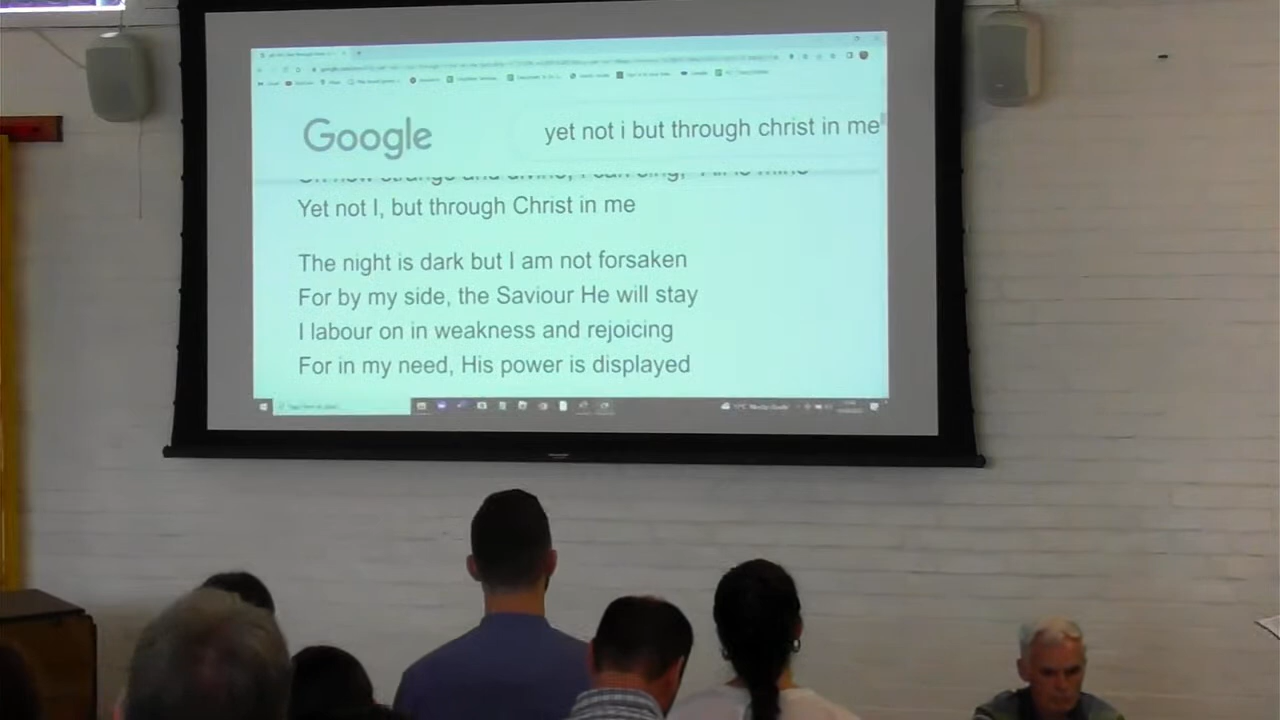 Google
yet not i but through christ in me
Yet not I, but through Christ in me
The night is dark but I am not forsaken
For by my side, the Saviour He will stay
I labour on in weakness and rejoicing
For in my need, His power is displayed